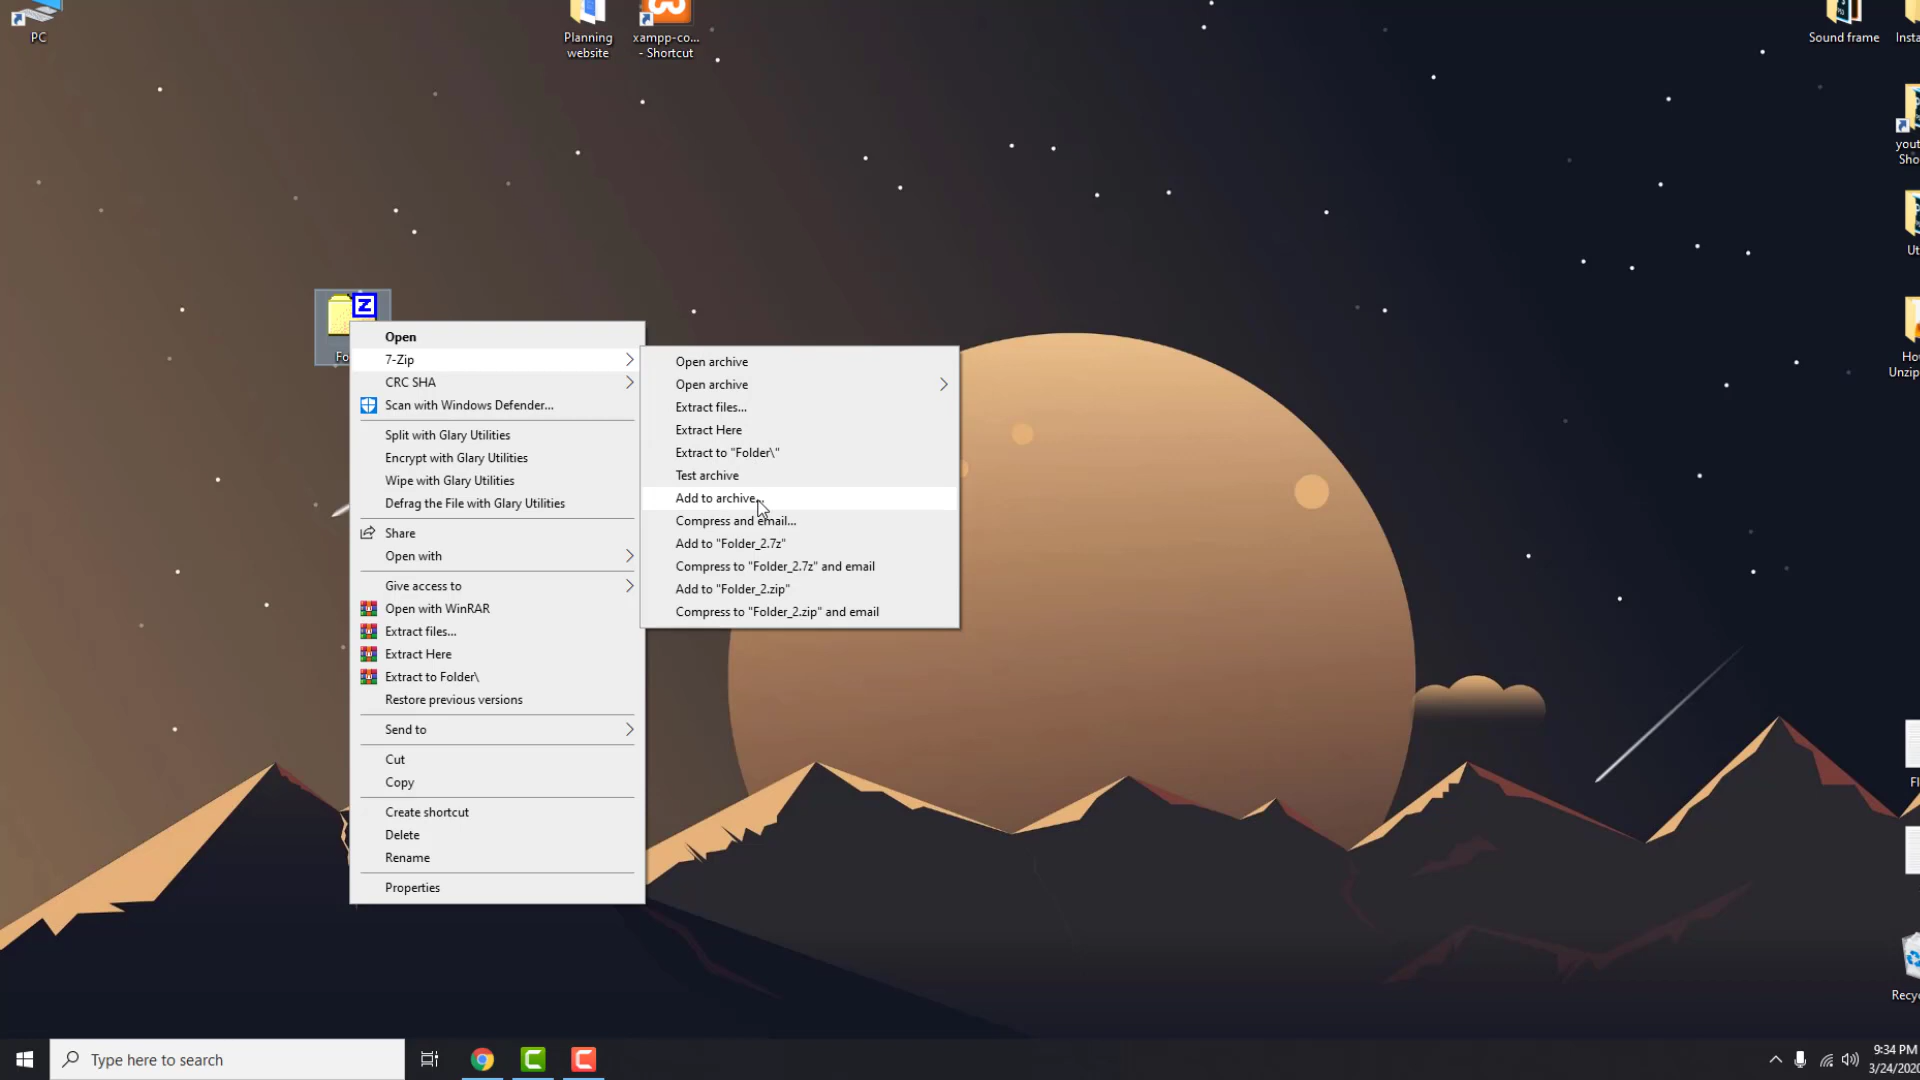 PC
Planning
website
xampp-co...
- Shortcut
Sound frame
Insta
yout
Sho
Ut
Ho
Unzip
Z
Fo
Open
7-Zip
CRC SHA
Scan with Windows Defender...
Split with Glary Utilities
Encrypt with Glary Utilities
Wipe with Glary Utilities
Defrag the File with Glary Utilities
Share
Open with
Give access to
Open with WinRAR
Extract files...
Extract Here
Extract to Folder\
Restore previous versions
Send to
Cut
Copy
Create shortcut
Delete
Rename
Properties
Open archive
Open archive
Extract files...
Extract Here
Extract to "Folder\"
Test archive
Add to archive...
Compress and email...
Add to "Folder_2.7z"
Compress to "Folder_2.7z" and email
Add to "Folder_2.zip"
Compress to "Folder_2.zip" and email
Recyc
Type here to search
9:34 PM
3/24/2020